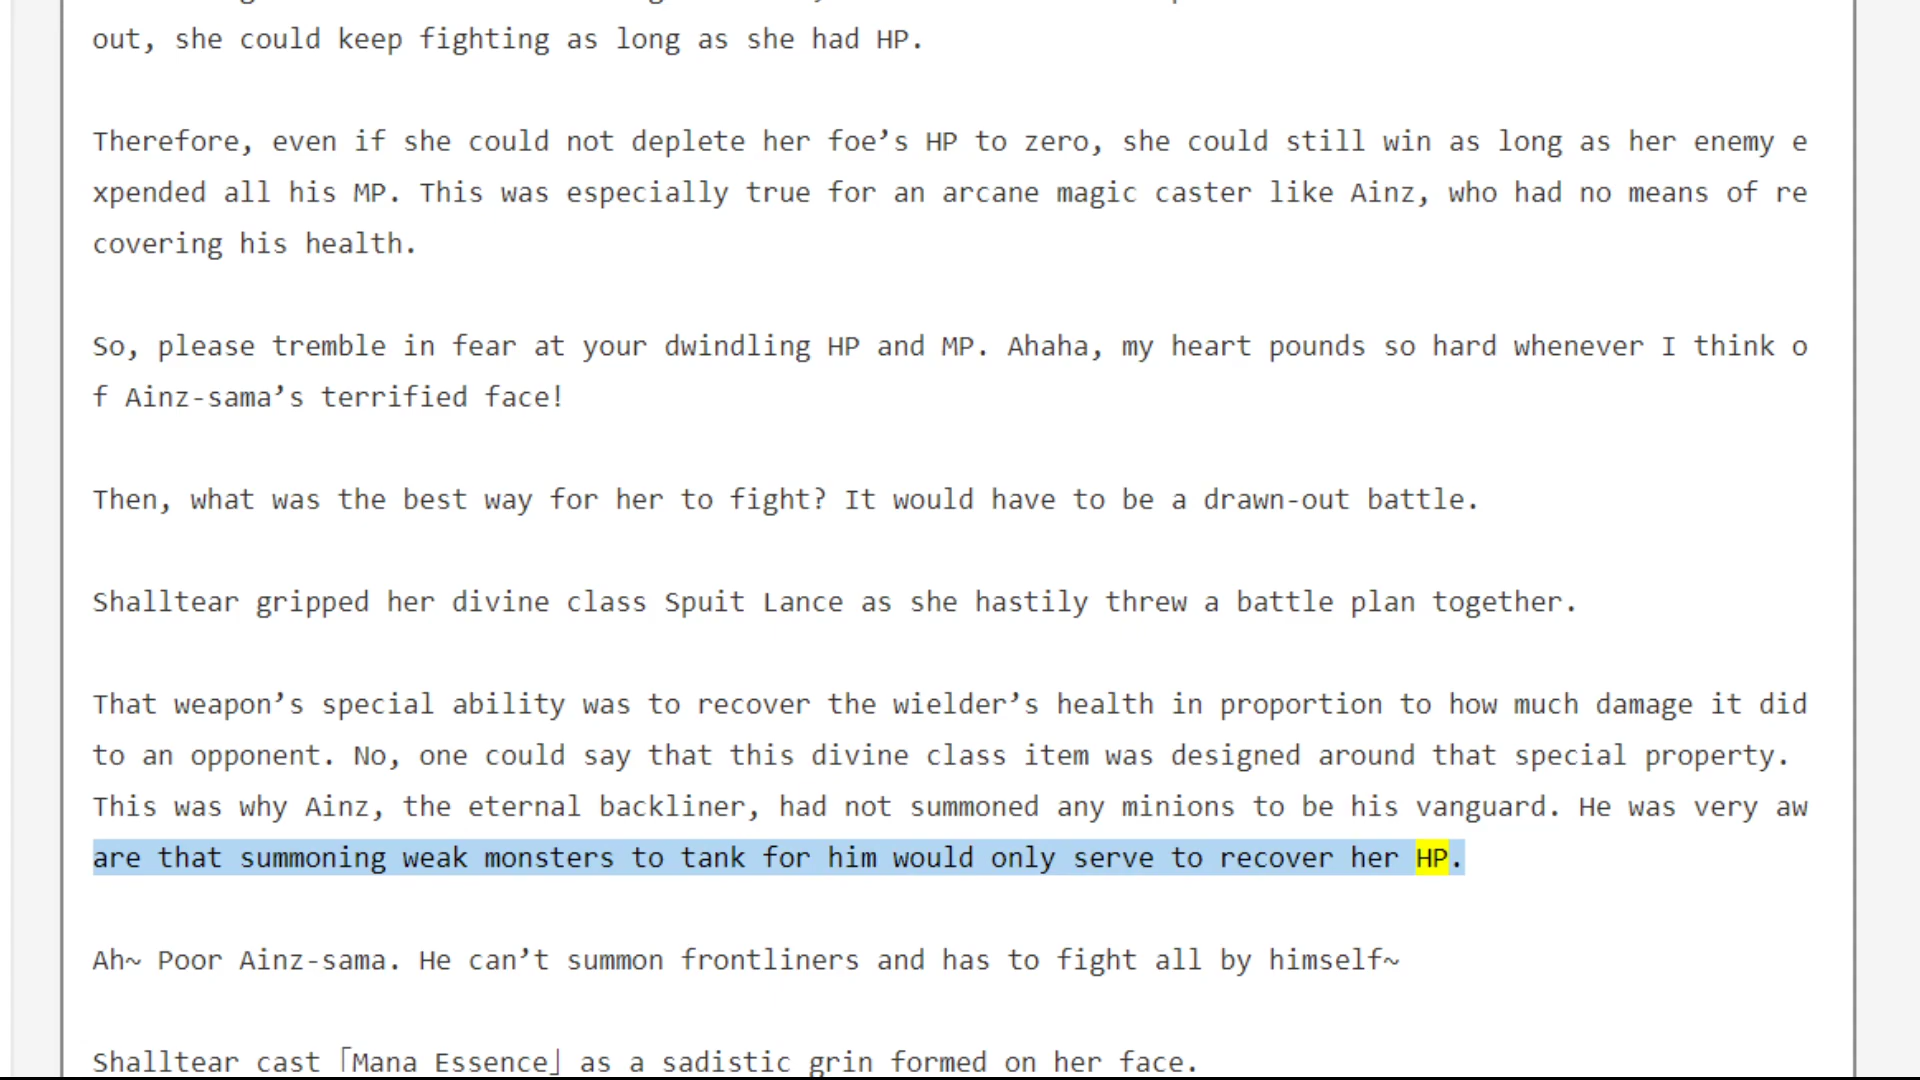 out, she could keep fighting as long as she had HP.
Therefore, even if she could not deplete her foe’s HP to zero, she could still win as long as her enemy e
xpended all his MP. This was especially true for an arcane magic caster like Ainz, who had no means of re
covering his health.
So, please tremble in fear at your dwindling HP and MP. Ahaha, my heart pounds so hard whenever I think o
f Ainz-sama’s terrified face!
Then, what was the best way for her to fight? It would have to be a drawn-out battle.
Shalltear gripped her divine class Spuit Lance as she hastily threw a battle plan together.
That weapon’s special ability was to recover the wielder’s health in proportion to how much damage it did
to an opponent. No, one could say that this divine class item was designed around that special property.
This was why Ainz, the eternal backliner, had not summoned any minions to be his vanguard. He was very aw
are that summoning weak monsters to tank for him would only serve to recover her HP.
Ah~ Poor Ainz-sama. He can’t summon frontliners and has to fight all by himself~
Shalltear cast「Mana Essence」as a sadistic grin formed on her face.